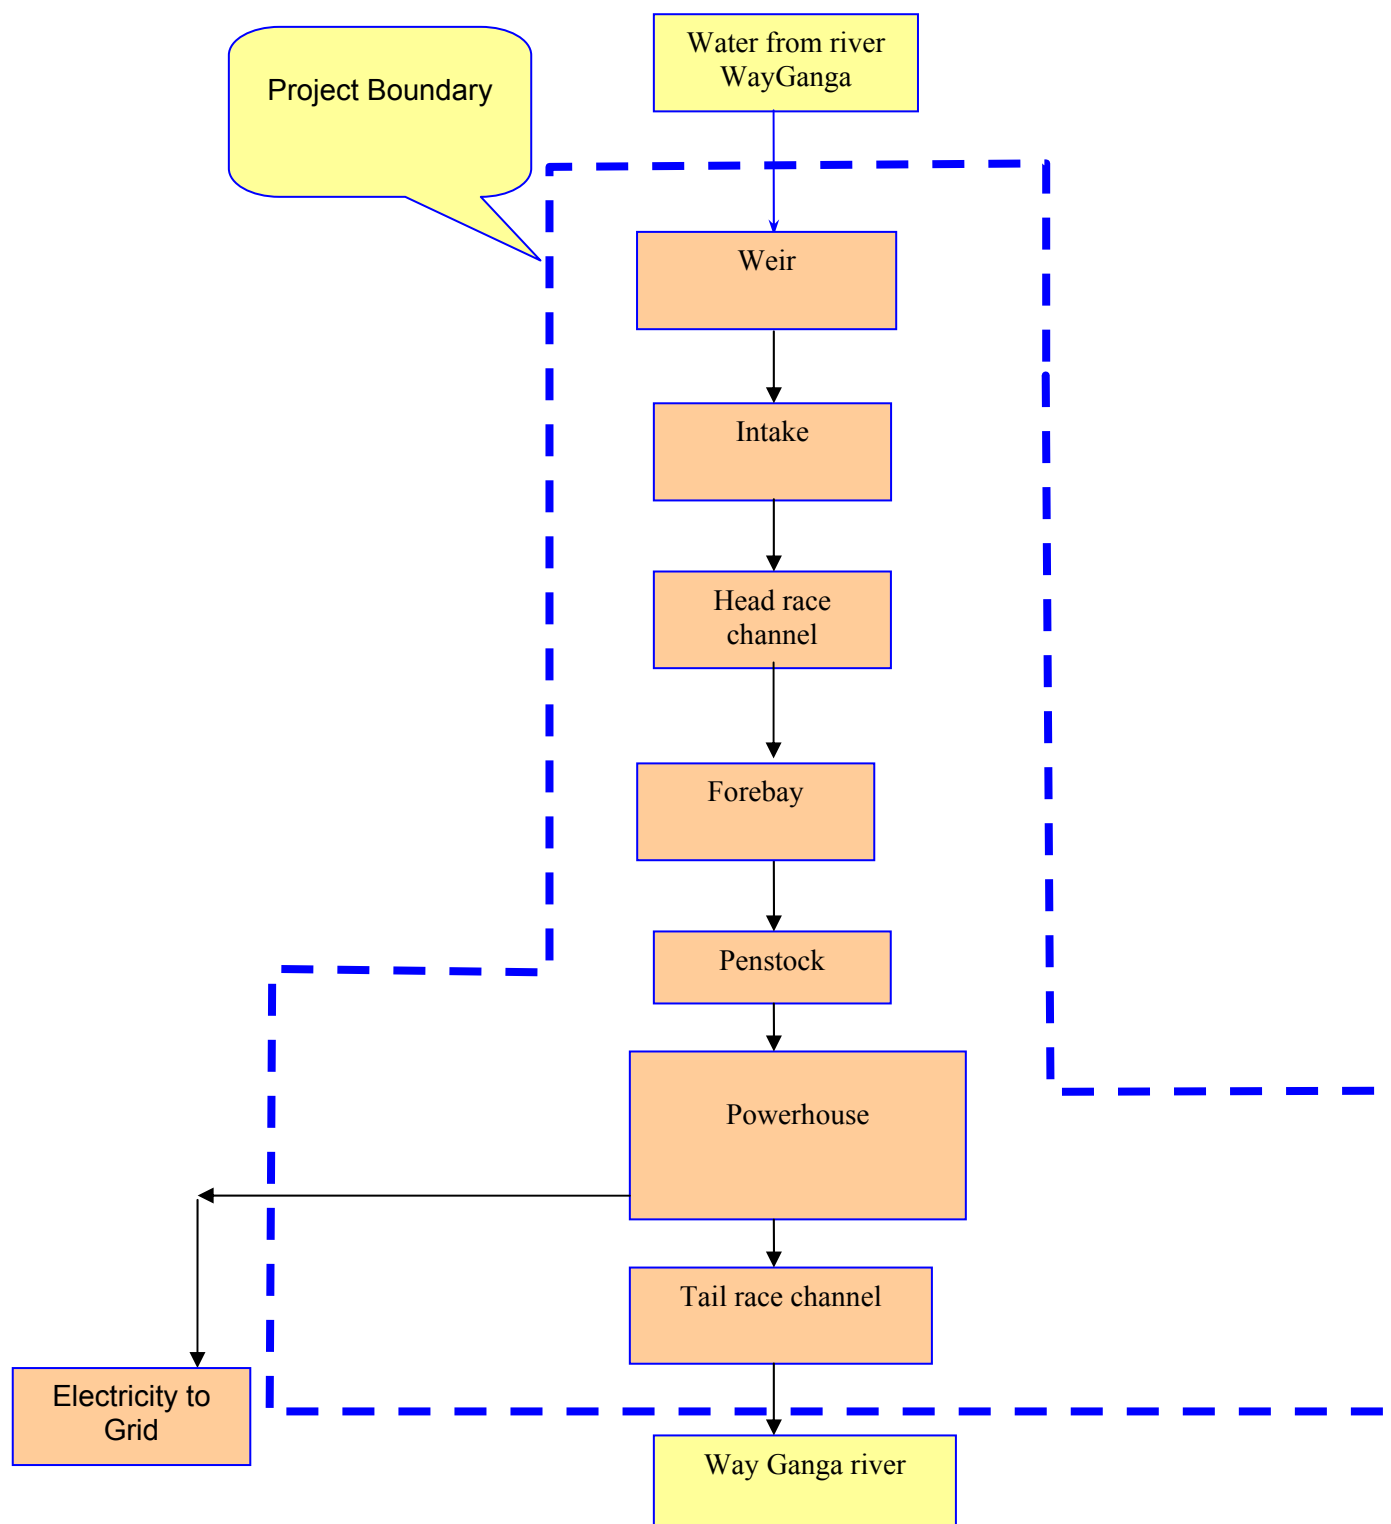 Project Boundary
Water from river
WayGanga
Weir
Intake
Head race
channel
Forebay
Penstock
Powerhouse
Tail race channel
Electricity to
Grid
Way Ganga river